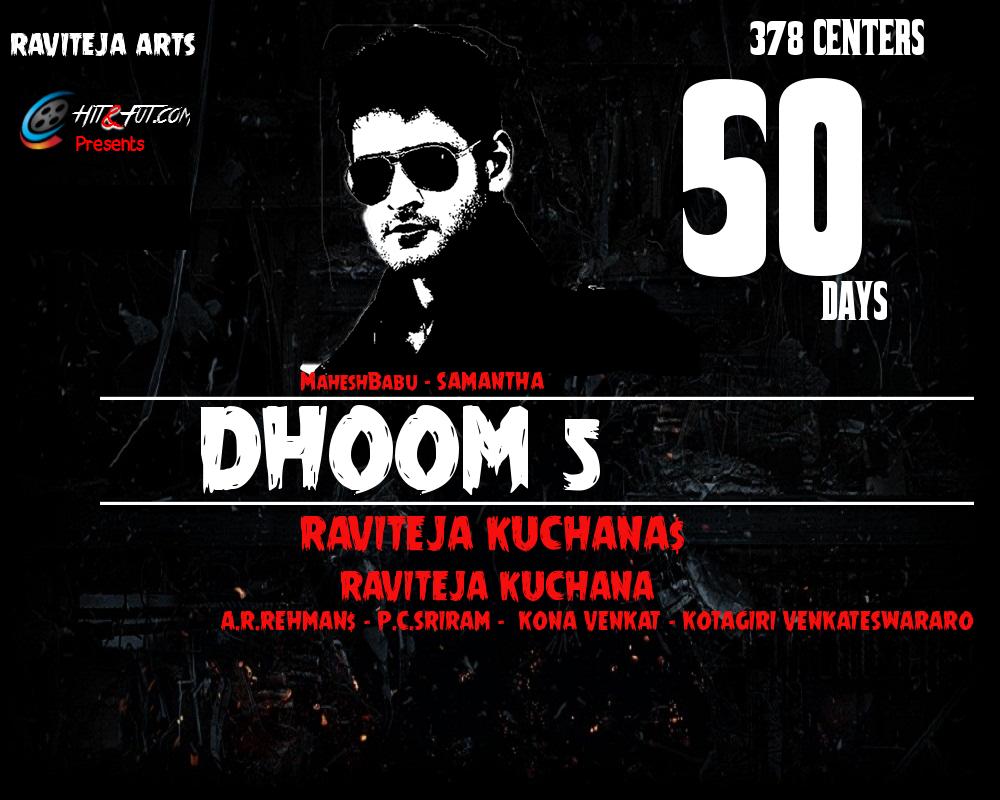 RAVITEJA ARTS
HIT&FUT.COM
Presents
378 CENTERS
50
DAYS
MAHESHBABU - SAMANTHA
DHOOM 5
RAVITEJA KUCHANA$
RAVITEJA KUCHANA
A.R.REHMAN$ - P.C.SRIRAM - KONA VENKAT - KOTAGIRI VENKATESWARARO